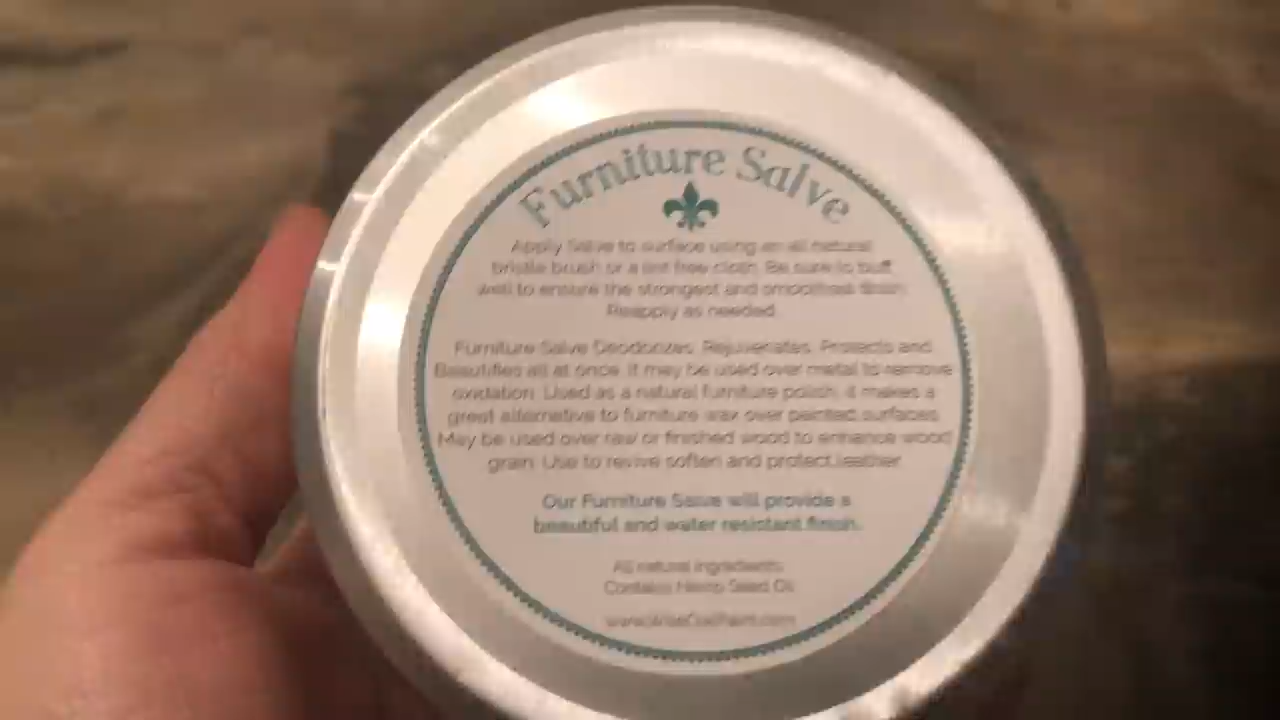 Furniture Salve
Apply Salve to surface using an all natural
bristle brush or a lint free cloth. Be sure to buff
well to ensure the strongest and smoothest finish.
Reapply as needed.
Furniture Salve Deodorizes, Rejuvenates, Protects and
Beautifies all at once. It may be used over metal to remove
oxidation. Used as a natural furniture polish, it makes a
great alternative to furniture wax over painted surfaces.
May be used over raw or finished wood to enhance wood
grain. Use to revive soften and protect leather.
Our Furniture Salve will provide a
beautiful and water resistant finish.
All natural ingredients.
Contains Hemp Seed Oil.
www.WiseOwlPaint.com